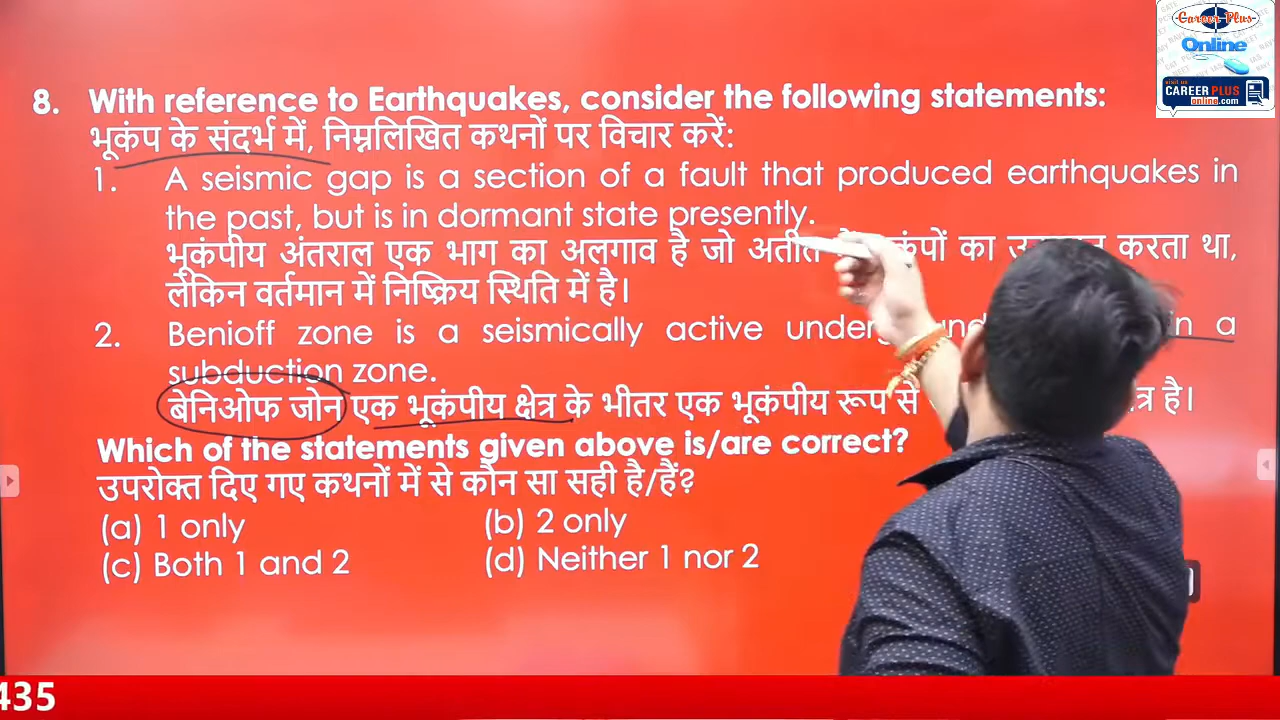 Career Plus
Online
visit us
CAREER PLUS
online.com
8. With reference to Earthquakes, consider the following statements:
भूकंप के संदर्भ में, निम्नलिखित कथनों पर विचार करें:
1. A seismic gap is a section of a fault that produced earthquakes in
the past, but is in dormant state presently.
भूकंपीय अंतराल एक भाग का अलगाव है जो अतीत का करता था,
लेकिन वर्तमान में निष्क्रिय स्थिति में है।
2. Benioff zone is a seismically active in a
subduction zone.
बेनिओफ जोन एक भूकंपीय क्षेत्र के भीतर एक भूकंपीय रूप से है।
Which of the statements given above is/are correct?
उपरोक्त दिए गए कथनों में से कौन सा सही है/हैं?
(a) 1 only (b) 2 only
(c) Both 1 and 2 (d) Neither 1 nor 2
435